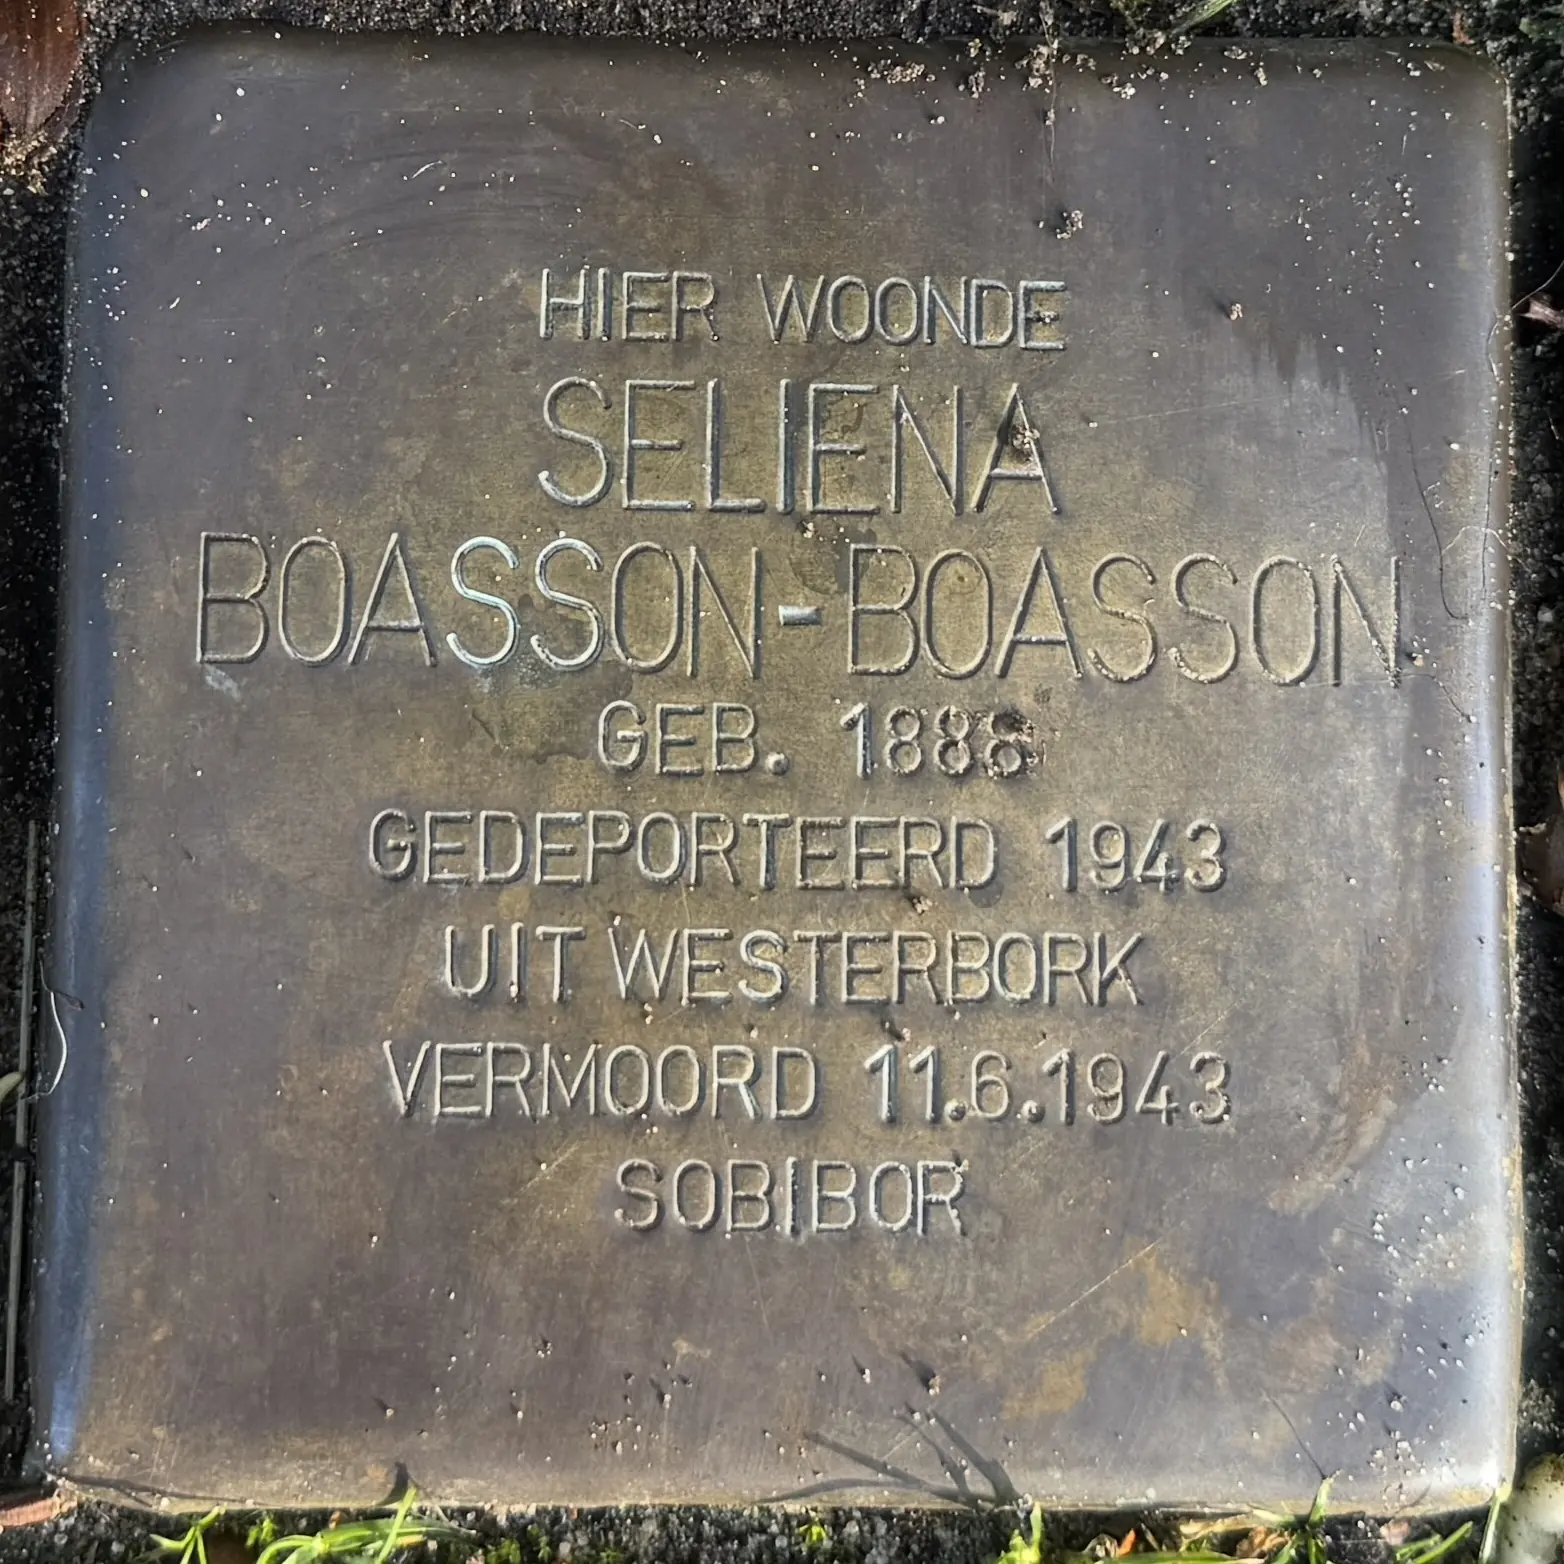 HIER WOONDE
SELIENA
BOASSON-BOASSON
GEB. 1888
GEDEPORTEERD 1943
UIT WESTERBORK
VERMOORD 11.6.1943
SOBIBOR